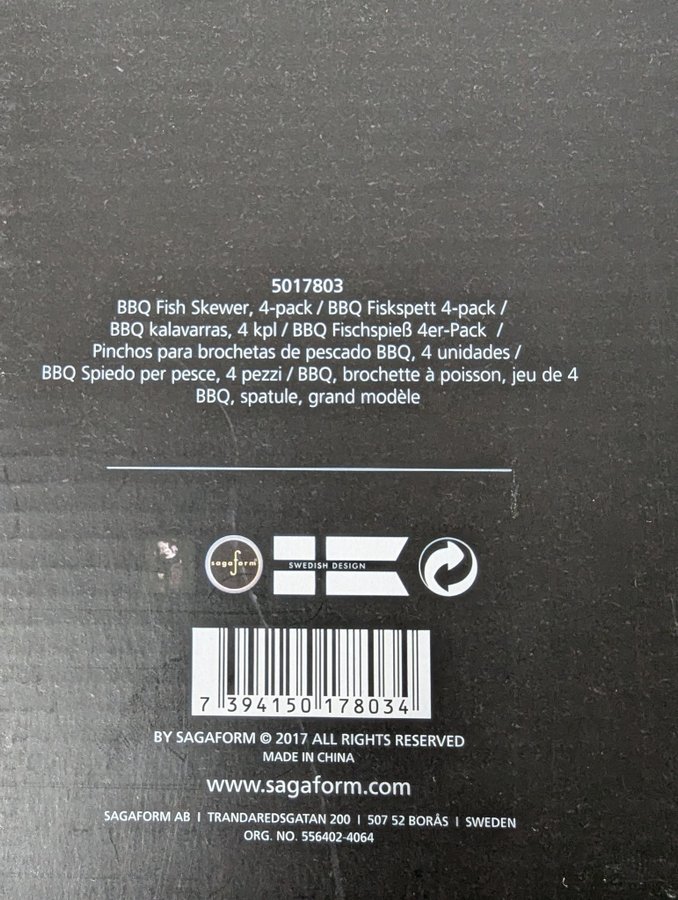 5017803
BBQ Fish Skewer, 4-pack / BBQ Fiskspett 4-pack /
BBQ kalavarras, 4 kpl / BBQ Fischspieß 4er-Pack /
Pinchos para brochetas de pescado BBQ, 4 unidades /
BBQ Spiedo per pesce, 4 pezzi / BBQ, brochette à poisson, jeu de 4
BBQ, spatule, grand modèle
sagaform
SWEDISH DESIGN
7 394150 178034
BY SAGAFORM © 2017 ALL RIGHTS RESERVED
MADE IN CHINA
www.sagaform.com
SAGAFORM AB I TRANDAREDSGATAN 200 I 507 52 BORÅS I SWEDEN
ORG. NO. 556402-4064